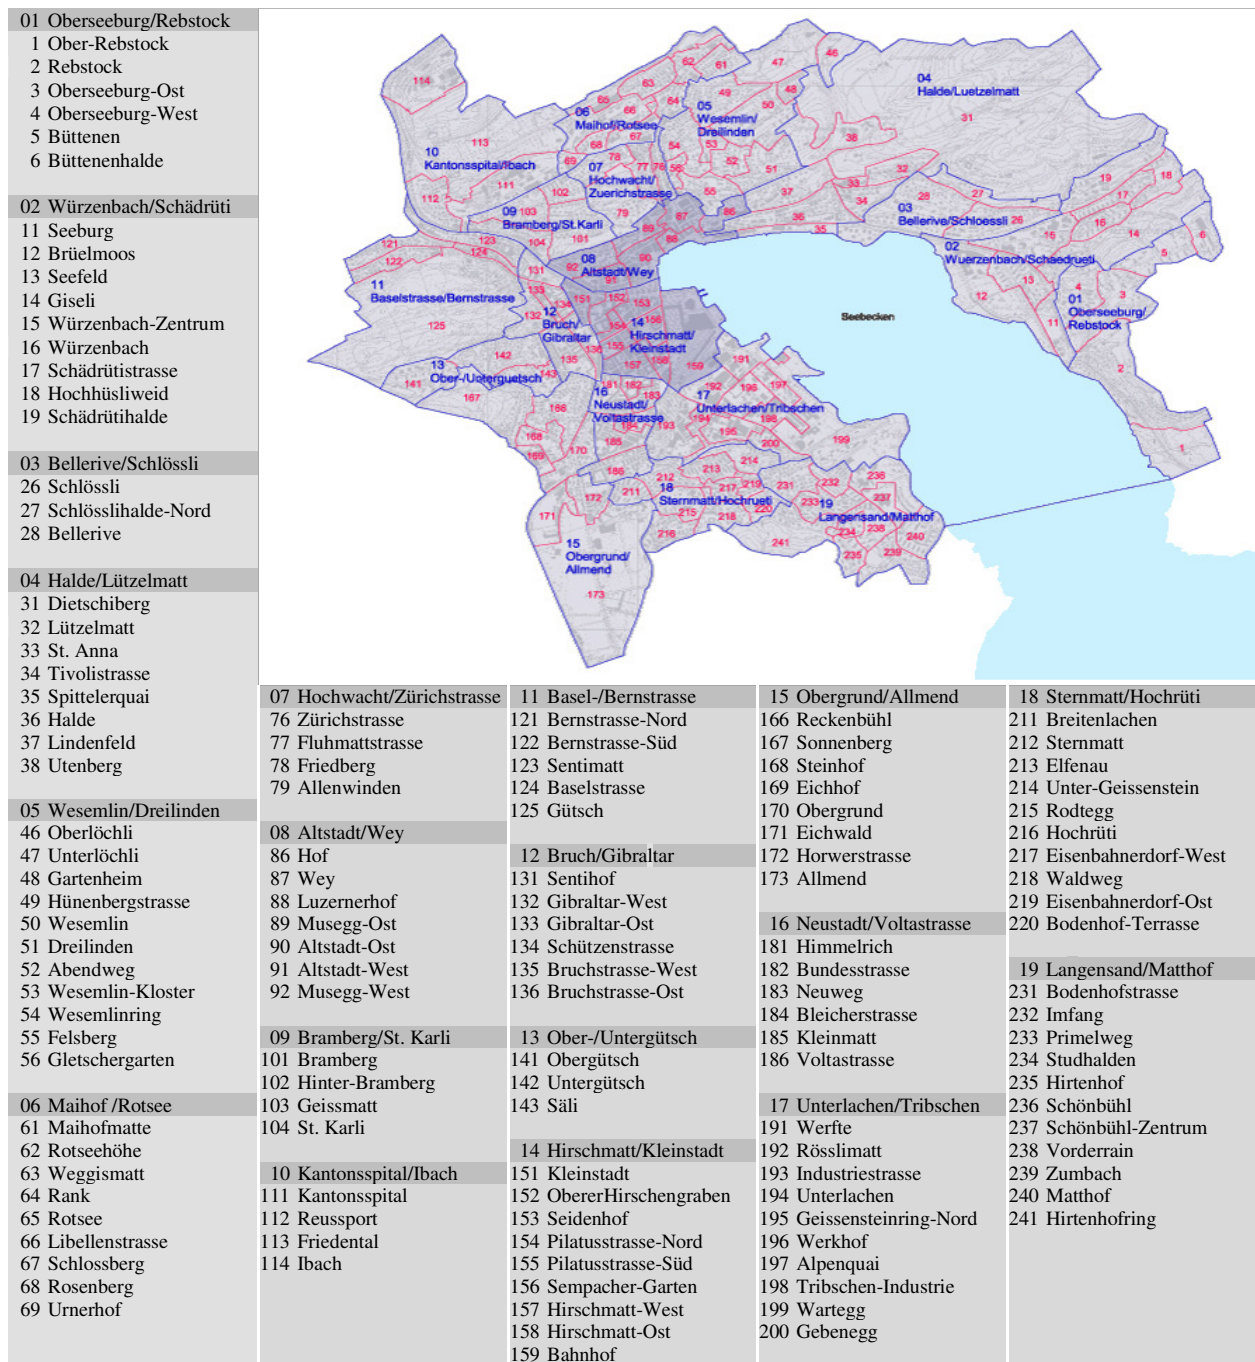 01 Oberseeburg/Rebstock
1 Ober-Rebstock
2 Rebstock
3 Oberseeburg-Ost
4 Oberseeburg-West
5 Büttenen
6 Büttenenhalde
02 Würzenbach/Schädrüti
11 Seeburg
12 Brüelmoos
13 Seefeld
14 Giseli
15 Würzenbach-Zentrum
16 Würzenbach
17 Schädrütistrasse
18 Hochhüsliweid
19 Schädrütihalde
03 Bellerive/Schlössli
26 Schlössli
27 Schlösslihalde-Nord
28 Bellerive
04 Halde/Lützelmatt
31 Dietschiberg
32 Lützelmatt
33 St. Anna
34 Tivolistrasse
35 Spittelerquai
36 Halde
37 Lindenfeld
38 Utenberg
05 Wesemlin/Dreilinden
46 Oberlöchli
47 Unterlöchli
48 Gartenheim
49 Hünenbergstrasse
50 Wesemlin
51 Dreilinden
52 Abendweg
53 Wesemlin-Kloster
54 Wesemlinring
55 Felsberg
56 Gletschergarten
06 Maihof /Rotsee
61 Maihofmatte
62 Rotseehöhe
63 Weggismatt
64 Rank
65 Rotsee
66 Libellenstrasse
67 Schlossberg
68 Rosenberg
69 Urnerhof
07 Hochwacht/Zürichstrasse
76 Zürichstrasse
77 Fluhmattstrasse
78 Friedberg
79 Allenwinden
08 Altstadt/Wey
86 Hof
87 Wey
88 Luzernerhof
89 Musegg-Ost
90 Altstadt-Ost
91 Altstadt-West
92 Musegg-West
09 Bramberg/St. Karli
101 Bramberg
102 Hinter-Bramberg
103 Geissmatt
104 St. Karli
10 Kantonsspital/Ibach
111 Kantonsspital
112 Reussport
113 Friedental
114 Ibach
11 Basel-/Bernstrasse
121 Bernstrasse-Nord
122 Bernstrasse-Süd
123 Sentimatt
124 Baselstrasse
125 Gütsch
12 Bruch/Gibraltar
131 Sentihof
132 Gibraltar-West
133 Gibraltar-Ost
134 Schützenstrasse
135 Bruchstrasse-West
136 Bruchstrasse-Ost
13 Ober-/Untergütsch
141 Obergütsch
142 Untergütsch
143 Säli
14 Hirschmatt/Kleinstadt
151 Kleinstadt
152 ObererHirschengraben
153 Seidenhof
154 Pilatusstrasse-Nord
155 Pilatusstrasse-Süd
156 Sempacher-Garten
157 Hirschmatt-West
158 Hirschmatt-Ost
159 Bahnhof
15 Obergrund/Allmend
166 Reckenbühl
167 Sonnenberg
168 Steinhof
169 Eichhof
170 Obergrund
171 Eichwald
172 Horwerstrasse
173 Allmend
16 Neustadt/Voltastrasse
181 Himmelrich
182 Bundesstrasse
183 Neuweg
184 Bleicherstrasse
185 Kleinmatt
186 Voltastrasse
17 Unterlachen/Tribschen
191 Werfte
192 Rösslimatt
193 Industriestrasse
194 Unterlachen
195 Geissensteinring-Nord
196 Werkhof
197 Alpenquai
198 Tribschen-Industrie
199 Wartegg
200 Gebenegg
18 Sternmatt/Hochrüti
211 Breitenlachen
212 Sternmatt
213 Elfenau
214 Unter-Geissenstein
215 Rodtegg
216 Hochrüti
217 Eisenbahnerdorf-West
218 Waldweg
219 Eisenbahnerdorf-Ost
220 Bodenhof-Terrasse
19 Langensand/Matthof
231 Bodenhofstrasse
232 Imfang
233 Primelweg
234 Studhalden
235 Hirtenhof
236 Schönbühl
237 Schönbühl-Zentrum
238 Vorderrain
239 Zumbach
240 Matthof
241 Hirtenhofring
04
Halde/Luetzelmatt
05
Wesemlin/
Dreilinden
06
Maihof/Rotsee
10
Kantonsspital/Ibach
07
Hochwacht/
Zuerichstrasse
09
Bramberg/St.Karli
03
Bellerive/Schloessli
02
Wuerzenbach/Schaedrueti
08
Altstadt/Wey
11
Baselstrasse/Bernstrasse
01
Oberseeburg/
Rebstock
12
Bruch/
Gibraltar
14
Hirschmatt/
Kleinstadt
Seebecken
13
Ober-/Unterguetsch
16
Neustadt/
Voltastrasse
17
Unterlachen/Tribschen
18
Sternmatt/Hochrueti
19
Langensand/Matthof
15
Obergrund/
Allmend